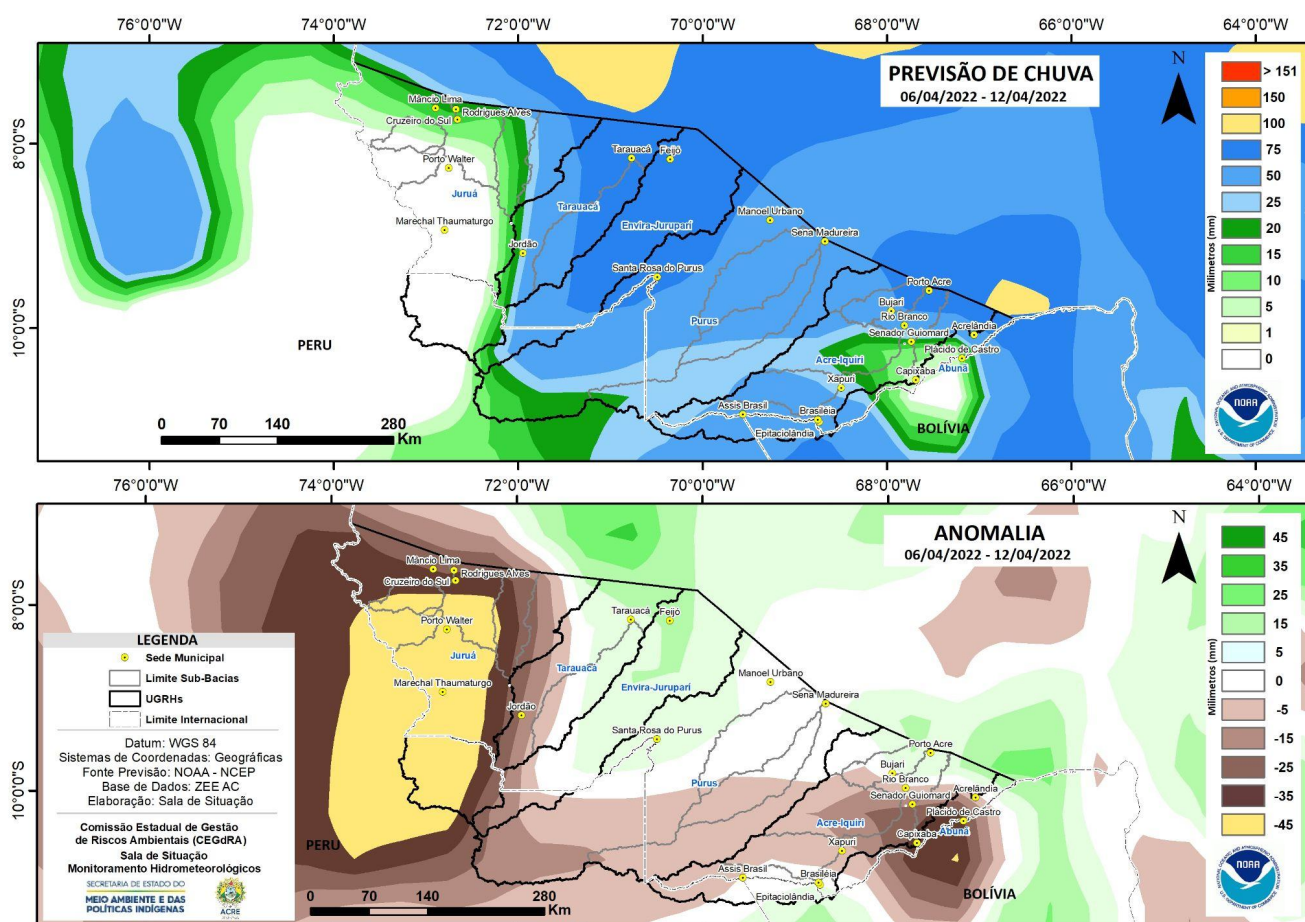 76°0'0"W 74°0'0"W 72°0'0"W 70°0'0"W 68°0'0"W 66°0'0"W 64°0'0"W
PREVISÃO DE CHUVA
06/04/2022 - 12/04/2022
N
> 151
150
100
75
50
25
20
15
10
5
1
0
Milímetros (mm)
NOAA
8°0'0"S
10°0'0"S
Mâncio Lima
Rodrigues Alves
Cruzeiro do Sul
Porto Walter
Juruá
Marechal Thaumaturgo
Jordão
Tarauacá
Feijó
Tarauacá
Envira-Jurupari
Manoel Urbano
Sena Madureira
Santa Rosa do Purus
Purus
Porto Acre
Bujari
Rio Branco
Senador Guiomard
Acrelândia
Plácido de Castro
Acre-Iquiri
Abunã
Capixaba
Xapuri
Assis Brasil
Brasiléia
Epitaciolândia
PERU
BOLÍVIA
0 70 140 280
Km
76°0'0"W 74°0'0"W 72°0'0"W 70°0'0"W 68°0'0"W 66°0'0"W 64°0'0"W
ANOMALIA
06/04/2022 - 12/04/2022
N
45
35
25
15
5
0
-5
-15
-25
-35
-45
Milímetros (mm)
NOAA
8°0'0"S
10°0'0"S
Mâncio Lima
Rodrigues Alves
Cruzeiro do Sul
Porto Walter
Juruá
Marechal Thaumaturgo
Jordão
Tarauacá
Feijó
Tarauacá
Envira-Jurupari
Manoel Urbano
Sena Madureira
Santa Rosa do Purus
Purus
Porto Acre
Bujari
Rio Branco
Senador Guiomard
Acrelândia
Plácido de Castro
Acre-Iquiri
Abunã
Capixaba
Xapuri
Assis Brasil
Brasiléia
Epitaciolândia
PERU
BOLÍVIA
0 70 140 280
Km
LEGENDA
Sede Municipal
Limite Sub-Bacias
UGRHs
Limite Internacional
Datum: WGS 84
Sistemas de Coordenadas: Geográficas
Fonte Previsão: NOAA - NCEP
Base de Dados: ZEE AC
Elaboração: Sala de Situação
Comissão Estadual de Gestão
de Riscos Ambientais (CEGdRA)
Sala de Situação
Monitoramento Hidrometeorológicos
SECRETARIA DE ESTADO DO
MEIO AMBIENTE E DAS
POLÍTICAS INDÍGENAS
ACRE